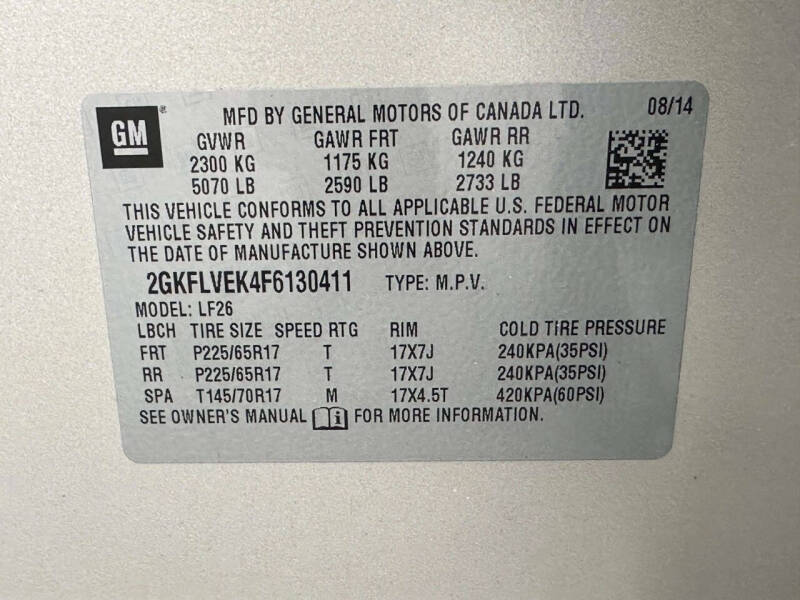 GM ® MFD BY GENERAL MOTORS OF CANADA LTD. 08/14
GVWR GAWR FRT GAWR RR
2300 KG 1175 KG 1240 KG
5070 LB 2590 LB 2733 LB
THIS VEHICLE CONFORMS TO ALL APPLICABLE U.S. FEDERAL MOTOR
VEHICLE SAFETY AND THEFT PREVENTION STANDARDS IN EFFECT ON
THE DATE OF MANUFACTURE SHOWN ABOVE.
2GKFLVEK4F6130411 TYPE: M.P.V.
MODEL: LF26
LBCH TIRE SIZE SPEED RTG RIM COLD TIRE PRESSURE
FRT P225/65R17 T 17X7J 240KPA(35PSI)
RR P225/65R17 T 17X7J 240KPA(35PSI)
SPA T145/70R17 M 17X4.5T 420KPA(60PSI)
SEE OWNER'S MANUAL i FOR MORE INFORMATION.